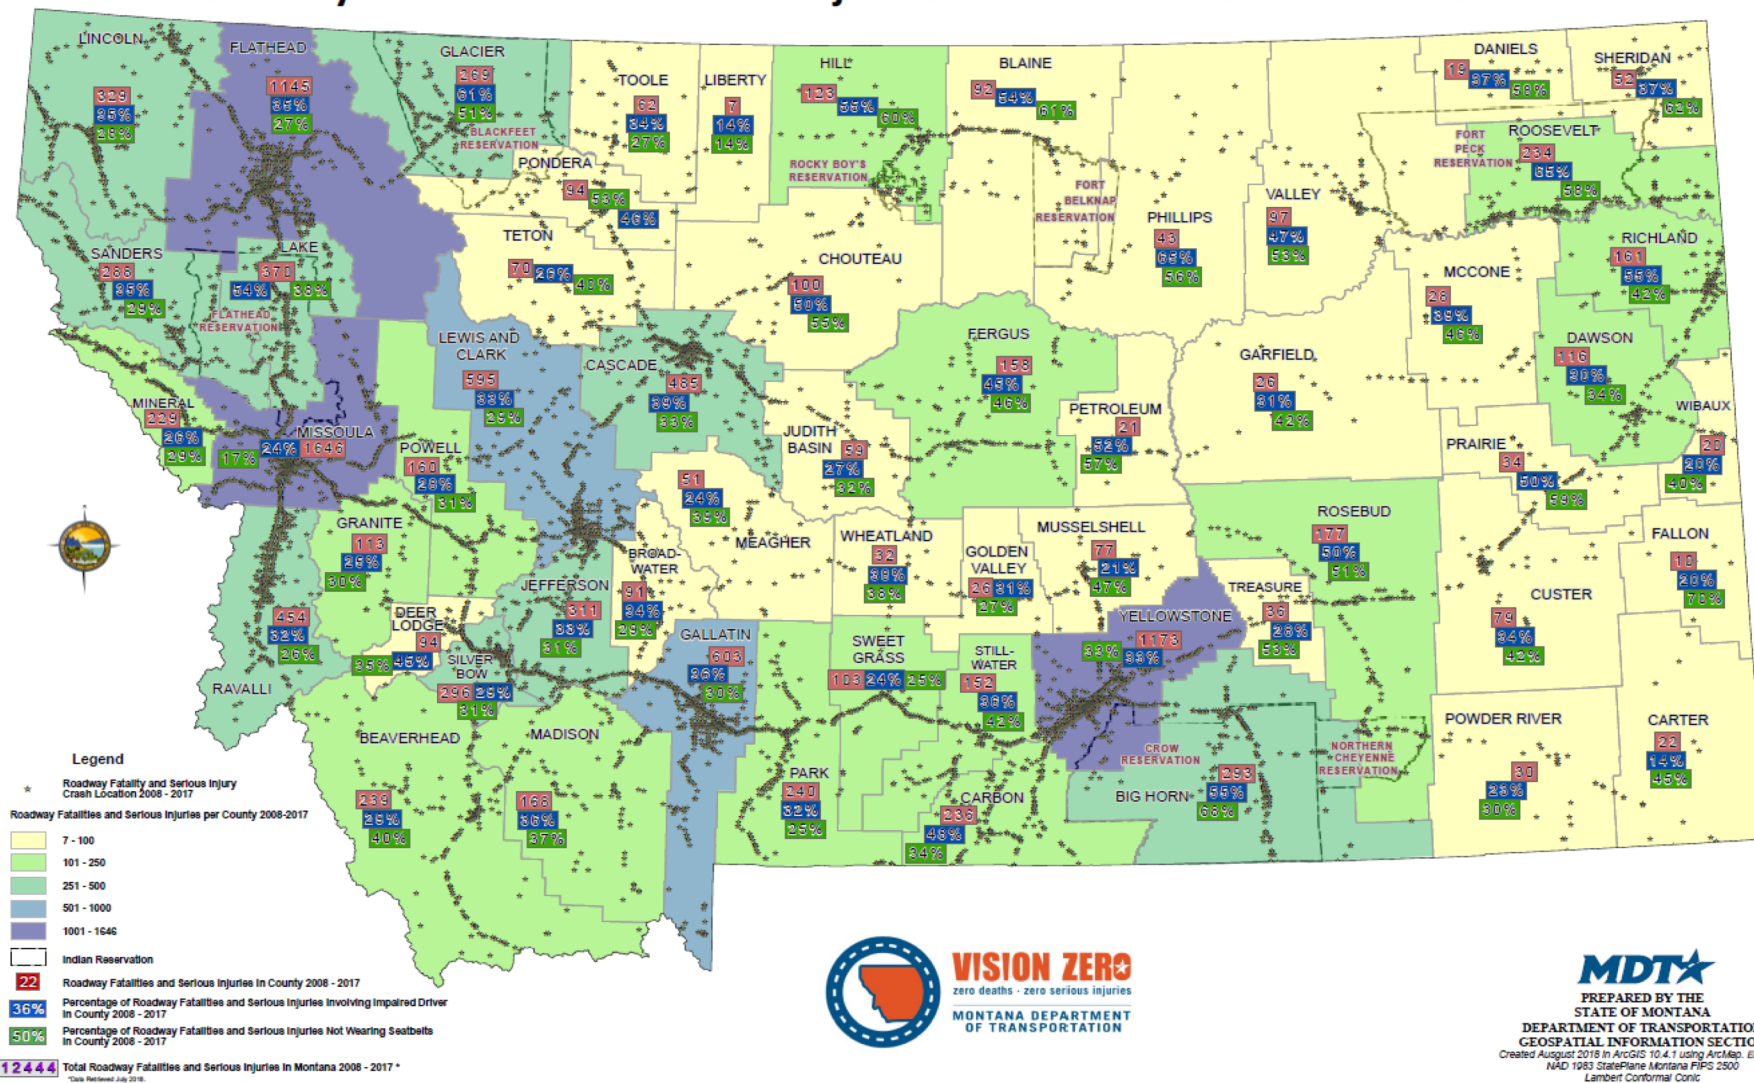 LINCOLN
329
35%
28%
FLATHEAD
1145
35%
27%
GLACIER
269
61%
51%
BLACKFEET
RESERVATION
TOOLE
62
34%
27%
LIBERTY
7
14%
14%
HILL
123
55%
60%
ROCKY BOY'S
RESERVATION
BLAINE
92
54%
61%
FORT
BELKNAP
RESERVATION
PHILLIPS
43
65%
56%
VALLEY
97
47%
53%
DANIELS
19
37%
58%
SHERIDAN
52
37%
62%
FORT
PECK
RESERVATION
ROOSEVELT
234
65%
58%
PONDERA
94
53%
46%
TETON
70
26%
40%
CHOUTEAU
100
50%
55%
SANDERS
288
35%
29%
LAKE
370
54%
38%
FLATHEAD
RESERVATION
RICHLAND
161
55%
42%
MCCONE
28
39%
46%
DAWSON
116
30%
34%
WIBAUX
20
20%
40%
LEWIS AND
CLARK
595
33%
29%
CASCADE
485
39%
33%
FERGUS
158
45%
46%
PETROLEUM
21
52%
57%
GARFIELD
26
31%
42%
PRAIRIE
34
50%
59%
MINERAL
229
26%
29%
MISSOULA
17%
24%
1646
POWELL
160
28%
31%
JUDITH
BASIN
59
27%
32%
51
24%
39%
MEAGHER
GRANITE
113
25%
30%
BROAD-
WATER
91
34%
29%
WHEATLAND
32
38%
38%
GOLDEN
VALLEY
26
31%
27%
MUSSELSHELL
77
21%
47%
ROSEBUD
177
50%
51%
TREASURE
36
28%
53%
CUSTER
79
34%
42%
FALLON
10
20%
70%
454
32%
26%
RAVALLI
DEER
LODGE
94
35%
45%
JEFFERSON
311
33%
31%
SILVER
BOW
296
29%
31%
GALLATIN
603
36%
30%
SWEET
GRASS
103
24%
25%
STILL-
WATER
152
36%
42%
YELLOWSTONE
33%
1173
33%
BEAVERHEAD
239
29%
40%
MADISON
168
36%
37%
PARK
240
32%
25%
CARBON
236
48%
34%
CROW
RESERVATION
BIG HORN
293
55%
68%
NORTHERN
CHEYENNE
RESERVATION
POWDER RIVER
30
23%
30%
CARTER
22
14%
45%
Legend
Roadway Fatality and Serious Injury
Crash Location 2008 - 2017
Roadway Fatalities and Serious Injuries per County 2008-2017
7 - 100
101 - 250
251 - 500
501 - 1000
1001 - 1646
Indian Reservation
22 Roadway Fatalities and Serious Injuries in County 2008 - 2017
36% Percentage of Roadway Fatalities and Serious Injuries Involving Impaired Driver
in County 2008 - 2017
50% Percentage of Roadway Fatalities and Serious Injuries Not Wearing Seatbelts
in County 2008 - 2017
12444 Total Roadway Fatalities and Serious Injuries in Montana 2008 - 2017 *
*Data Retrieved July 2018.
VISION ZERO
zero deaths - zero serious injuries
MONTANA DEPARTMENT
OF TRANSPORTATION
MDT
PREPARED BY THE
STATE OF MONTANA
DEPARTMENT OF TRANSPORTATIO
GEOSPATIAL INFORMATION SECTIO
Created Ausgust 2018 in ArcGIS 10.4.1 using ArcMap.
NAD 1983 StatePlane Montana FIPS 2500
Lambert Conformal Conic